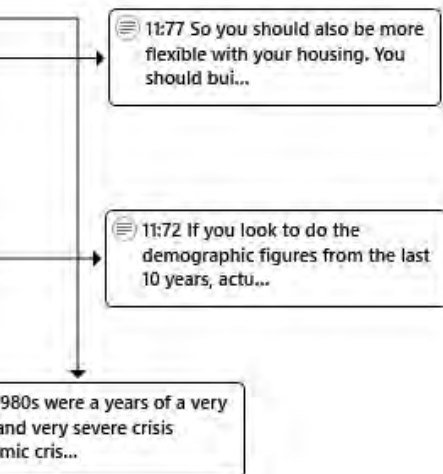 11:77 So you should also be more
flexible with your housing. You
should bui...
11:72 If you look to do the
demographic figures from the last
10 years, actu...
980s were a years of a very
and very severe crisis
mic cris...